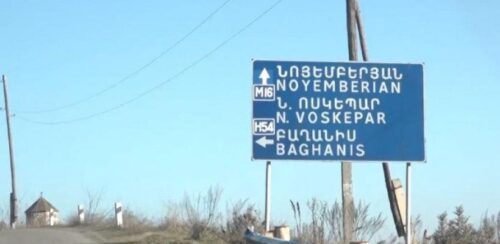 ՆՈՅԵՄԲԵՐՅԱՆ
NOYEMBERIAN
M16
Ն. ՈՍԿԵՊԱՐ
N. VOSKEPAR
H54
ԲԱՂԱՆԻՍ
BAGHANIS